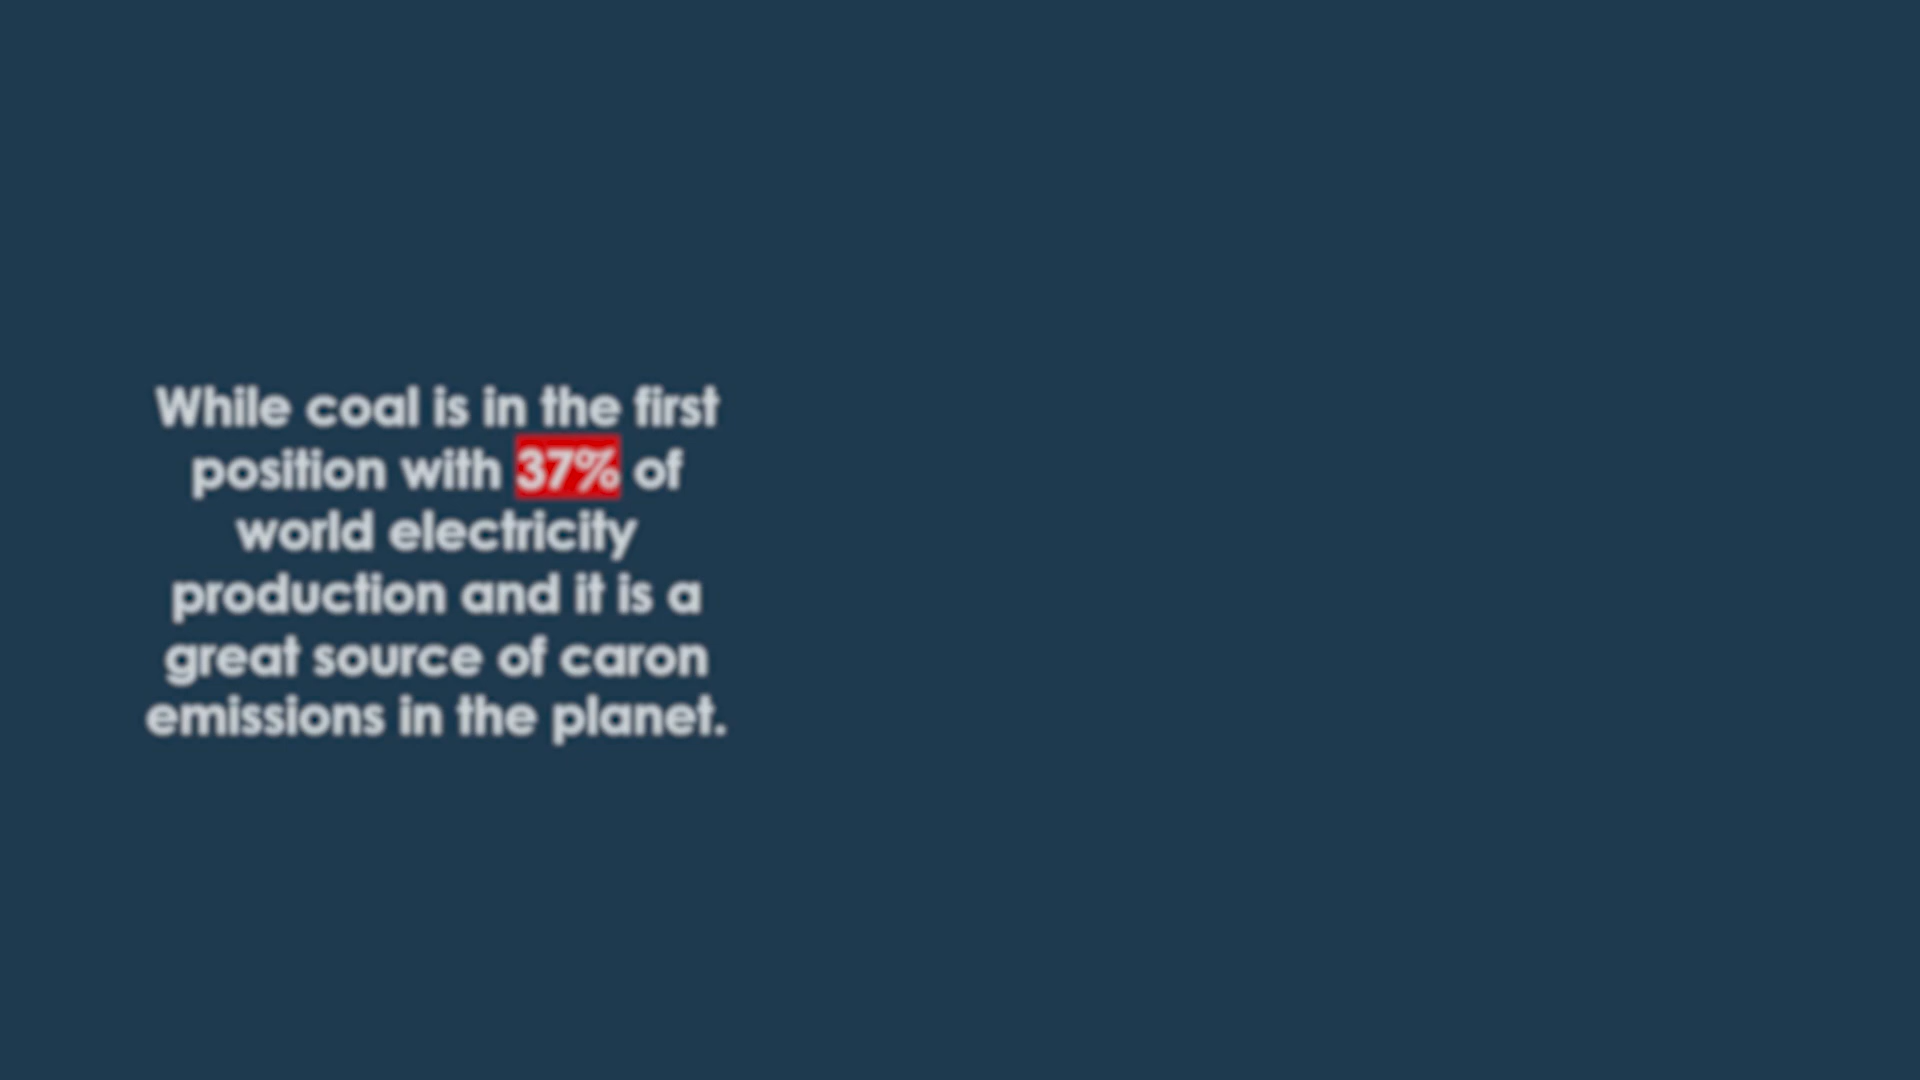 While coal is in the first
position with 37% of
world electricity
production and it is a
great source of caron
emissions in the planet.